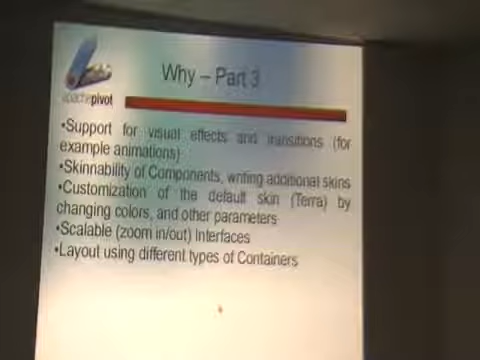 Why – Part 3
apachepivot
•Support for visual effects and transitions (for
example animations)
•Skinnability of Components, writing additional skins
•Customization of the default skin (Terra) by
changing colors, and other parameters
•Scalable (zoom in/out) Interfaces
•Layout using different types of Containers